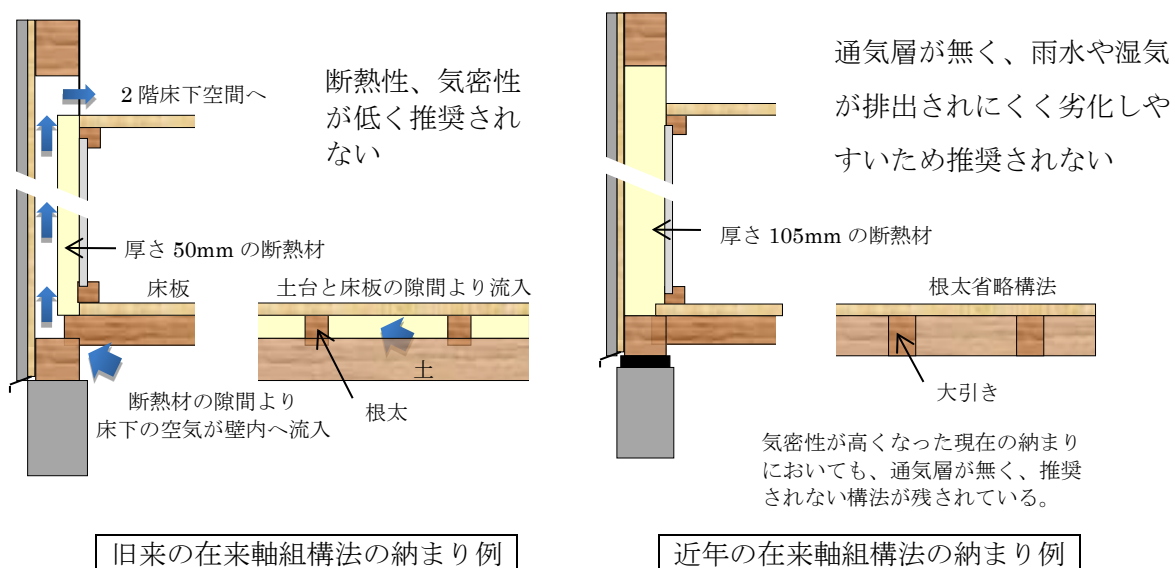 断熱性、気密性
が低く推奨され
ない
2 階床下空間へ
厚さ 50mm の断熱材
床板
土台と床板の隙間より流入
土
根太
断熱材の隙間より
床下の空気が壁内へ流入
旧来の在来軸組構法の納まり例
通気層が無く、雨水や湿気
が排出されにくく劣化しや
すいため推奨されない
厚さ 105mm の断熱材
根太省略構法
大引き
気密性が高くなった現在の納まり
においても、通気層が無く、推奨
されない構法が残されている。
近年の在来軸組構法の納まり例